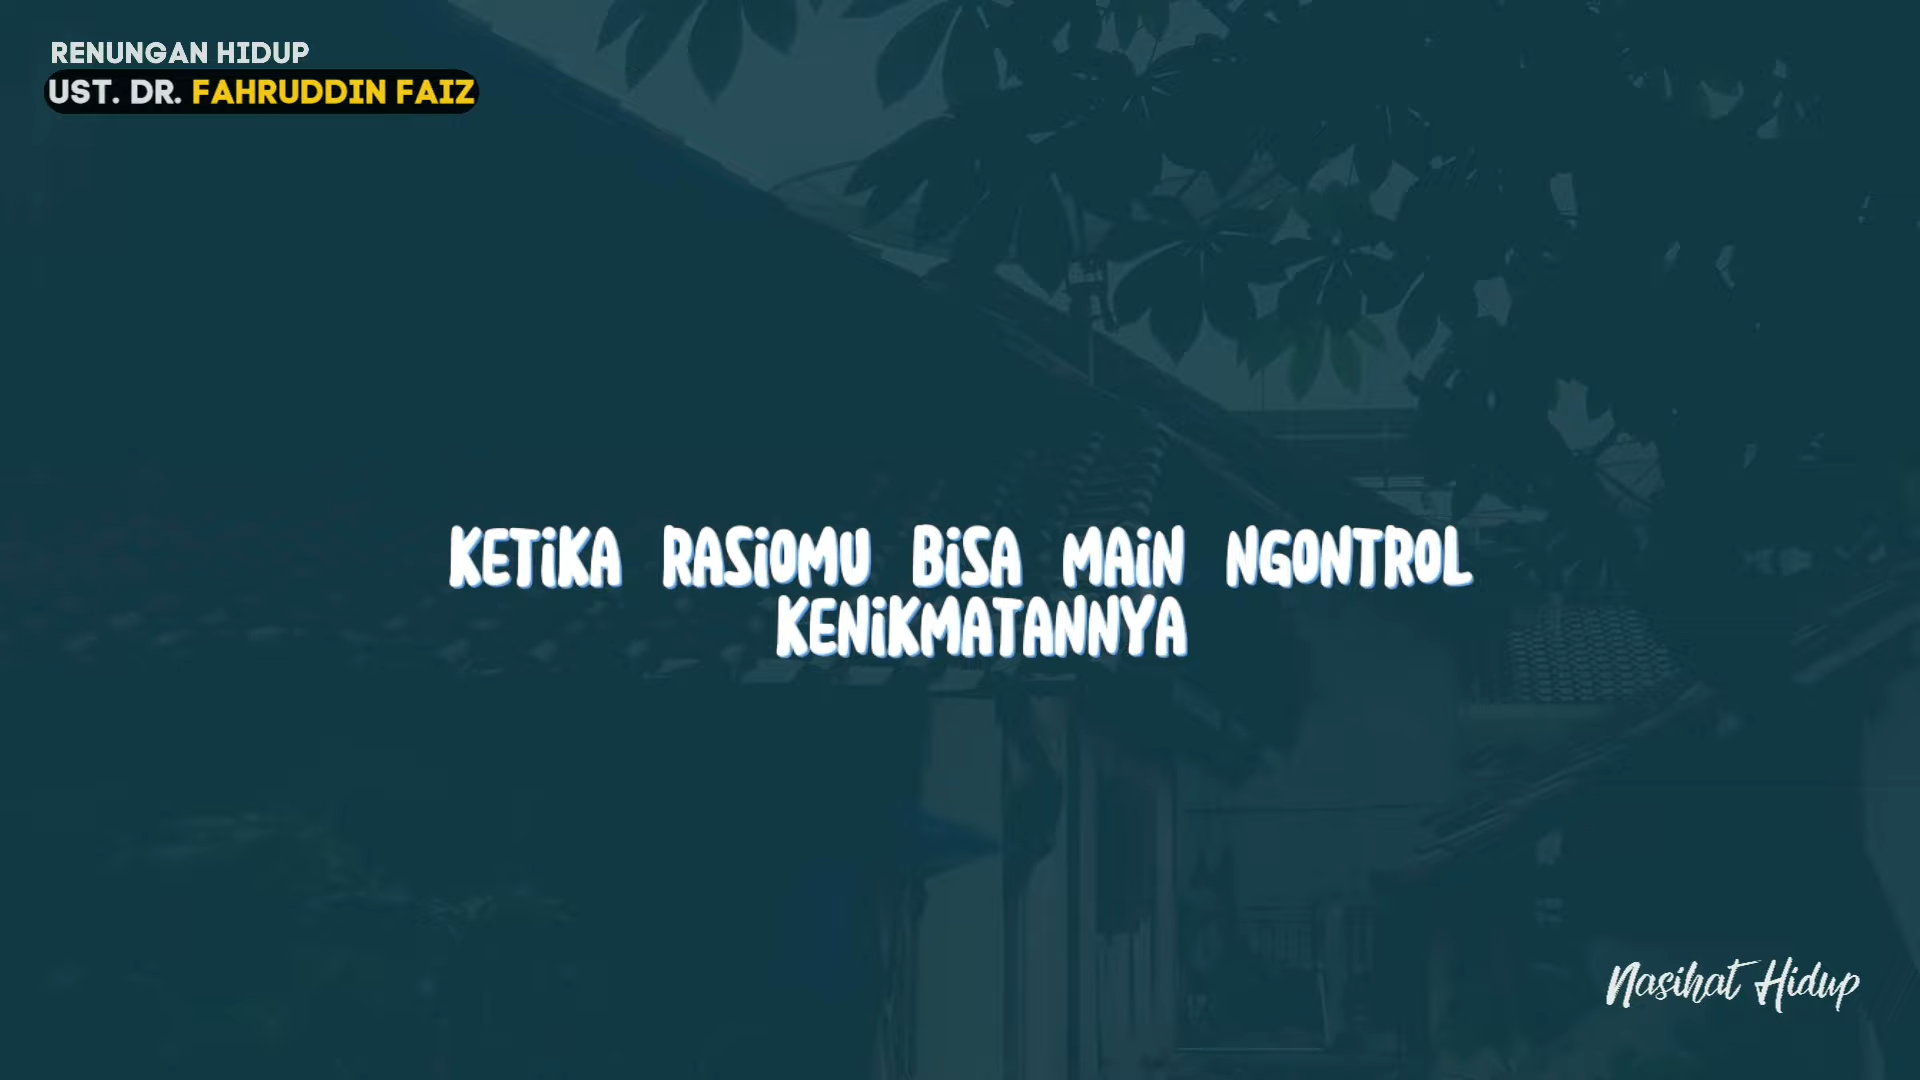 RENUNGAN HIDUP
UST. DR. FAHRUDDIN FAIZ
KETIKA RASIOMU BISA MAIN NGONTROL
KENIKMATANNYA
Nasihat Hidup